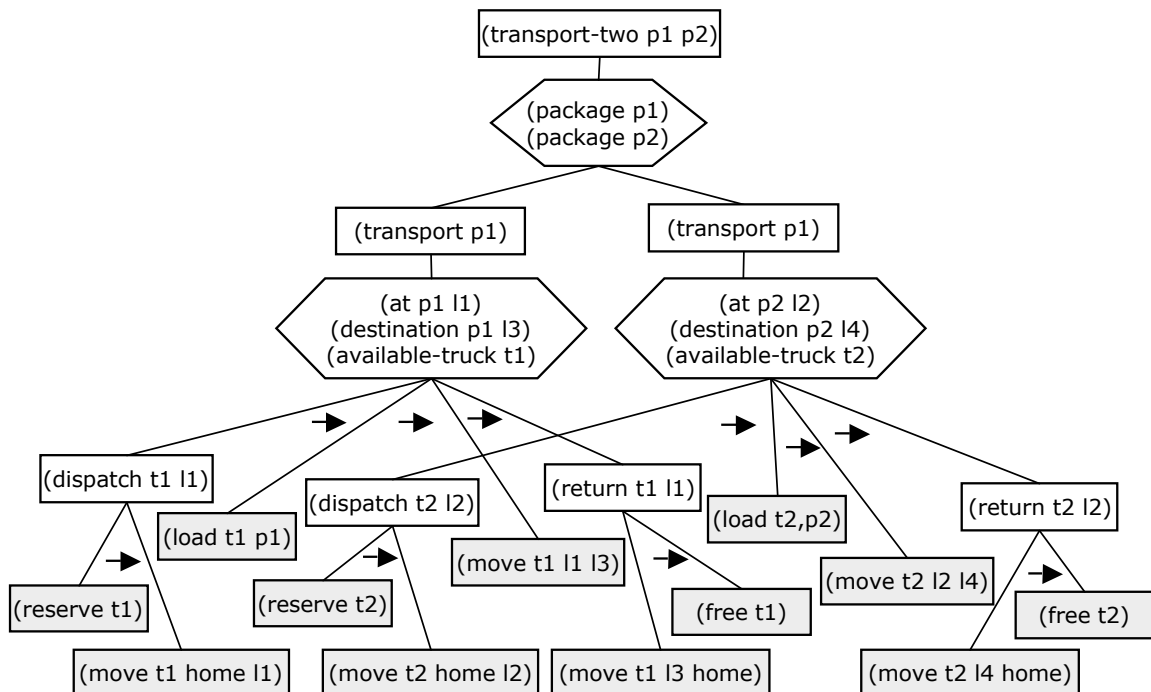 (transport-two p1 p2)
(package p1)
(package p2)
(transport p1)
(transport p1)
(at p1 l1)
(destination p1 l3)
(available-truck t1)
(at p2 l2)
(destination p2 l4)
(available-truck t2)
(dispatch t1 l1)
(load t1 p1)
(dispatch t2 l2)
(move t1 l1 l3)
(return t1 l1)
(load t2,p2)
(move t2 l2 l4)
(return t2 l2)
(reserve t1)
(reserve t2)
(free t1)
(free t2)
(move t1 home l1)
(move t2 home l2)
(move t1 l3 home)
(move t2 l4 home)